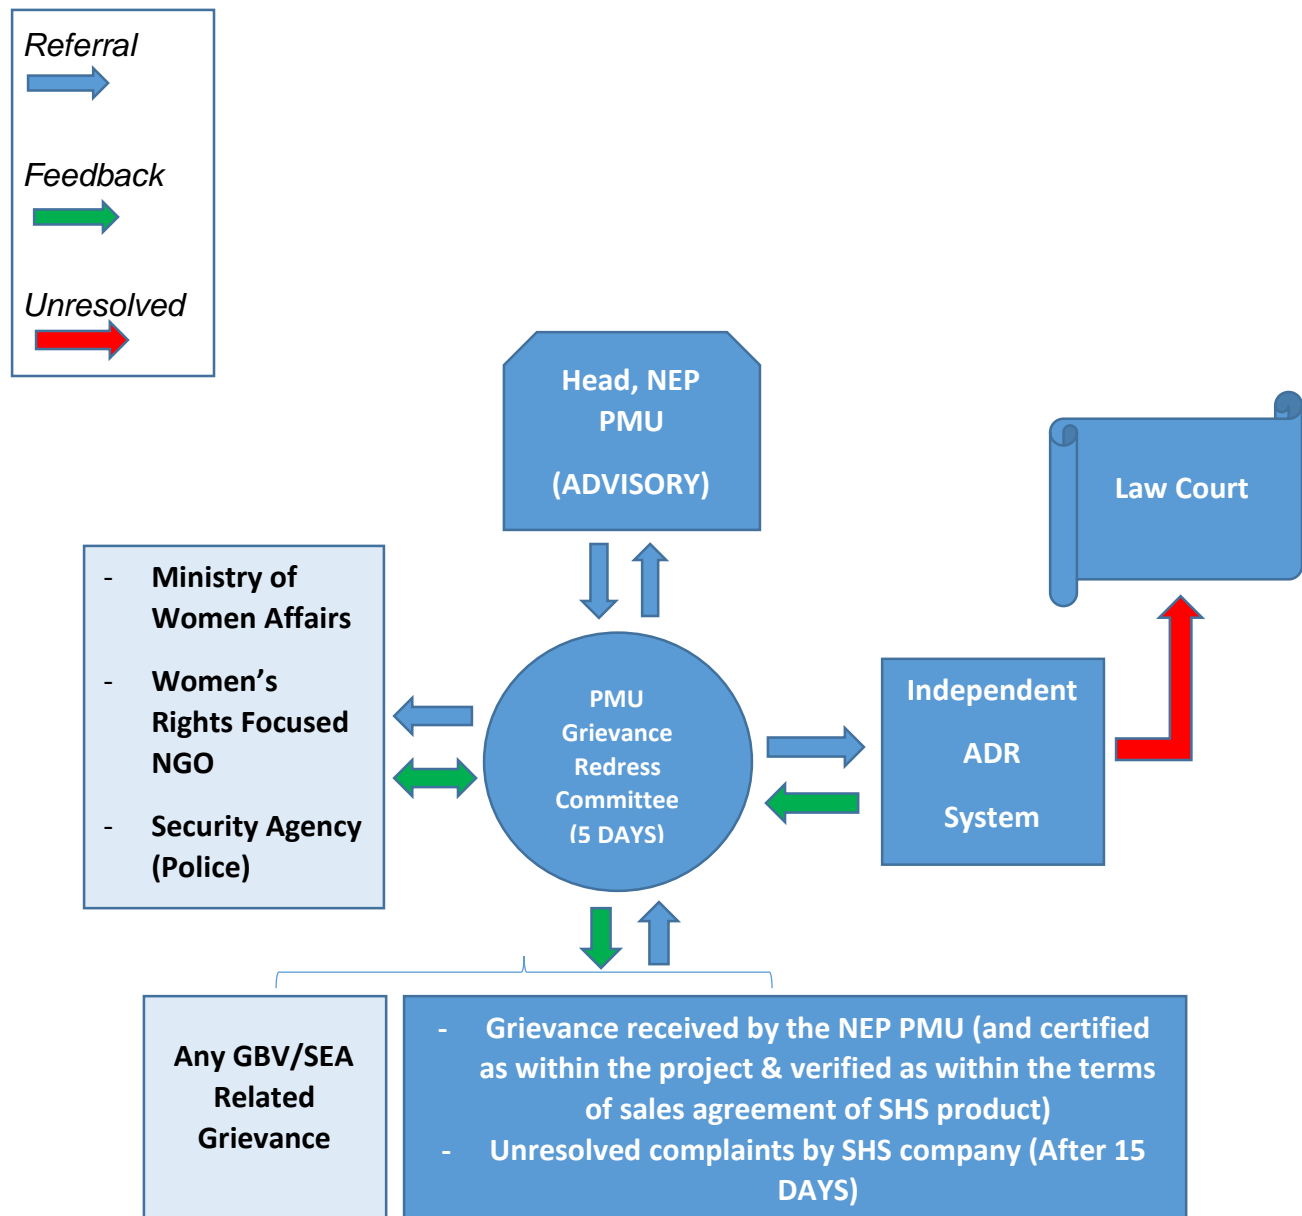 Referral
Feedback
Unresolved
Head, NEP
PMU
(ADVISORY)
Law Court
- Ministry of
Women Affairs
- Women’s
Rights Focused
NGO
- Security Agency
(Police)
PMU
Grievance
Redress
Committee
(5 DAYS)
Independent
ADR
System
Any GBV/SEA
Related
Grievance
- Grievance received by the NEP PMU (and certified
as within the project & verified as within the terms
of sales agreement of SHS product)
- Unresolved complaints by SHS company (After 15
DAYS)